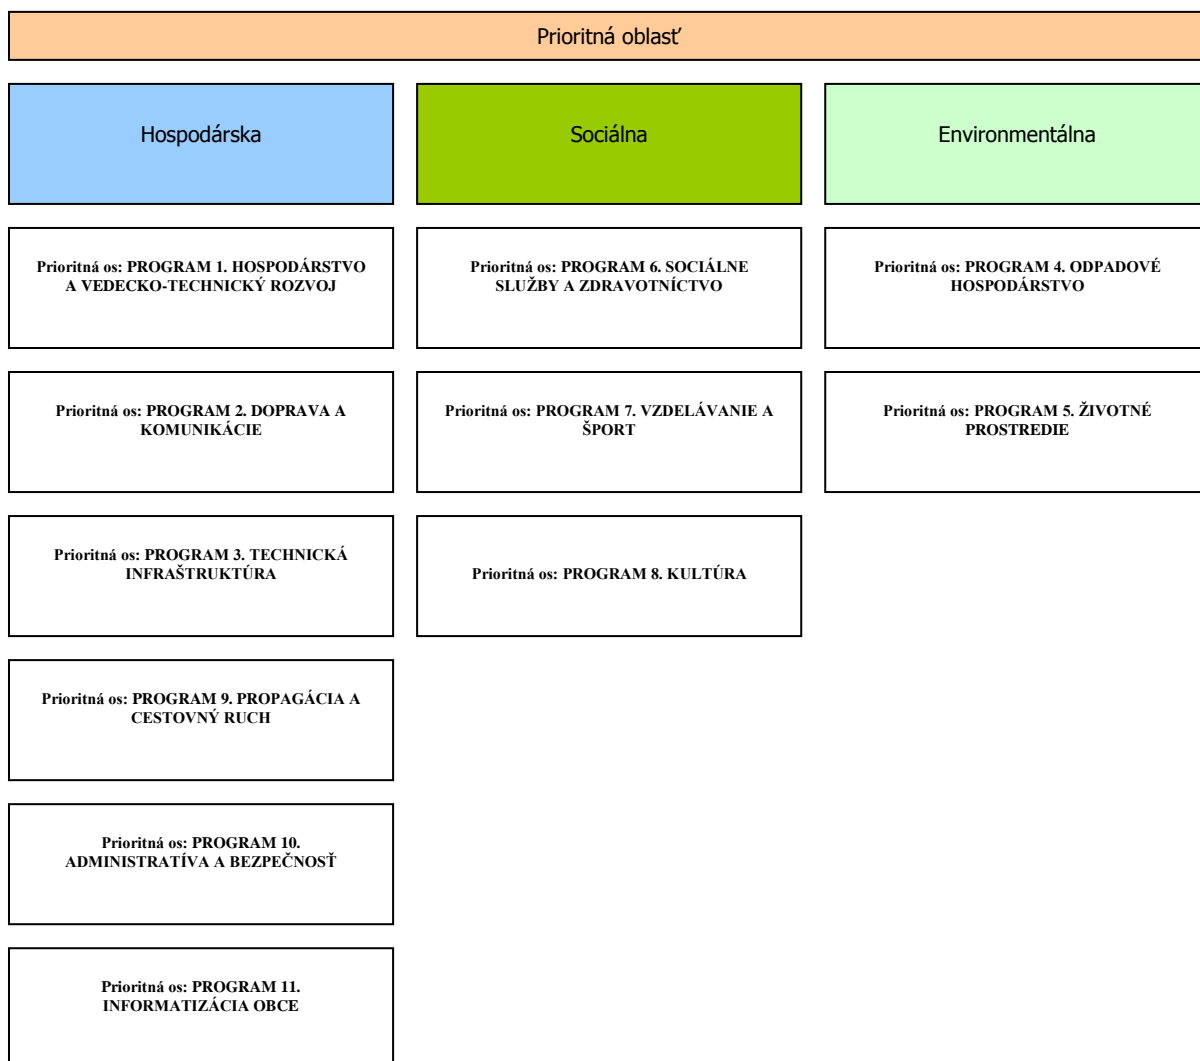 Prioritná oblasť
Hospodárska
Sociálna
Environmentálna
Prioritná os: PROGRAM 1. HOSPODÁRSTVO
A VEDECKO-TECHNICKÝ ROZVOJ
Prioritná os: PROGRAM 6. SOCIÁLNE
SLUŽBY A ZDRAVOTNÍCTVO
Prioritná os: PROGRAM 4. ODPADOVÉ
HOSPODÁRSTVO
Prioritná os: PROGRAM 2. DOPRAVA A
KOMUNIKÁCIE
Prioritná os: PROGRAM 7. VZDELÁVANIE A
ŠPORT
Prioritná os: PROGRAM 5. ŽIVOTNÉ
PROSTREDIE
Prioritná os: PROGRAM 3. TECHNICKÁ
INFRAŠTRUKTÚRA
Prioritná os: PROGRAM 8. KULTÚRA
Prioritná os: PROGRAM 9. PROPAGÁCIA A
CESTOVNÝ RUCH
Prioritná os: PROGRAM 10.
ADMINISTRATÍVA A BEZPEČNOSŤ
Prioritná os: PROGRAM 11.
INFORMATIZÁCIA OBCE